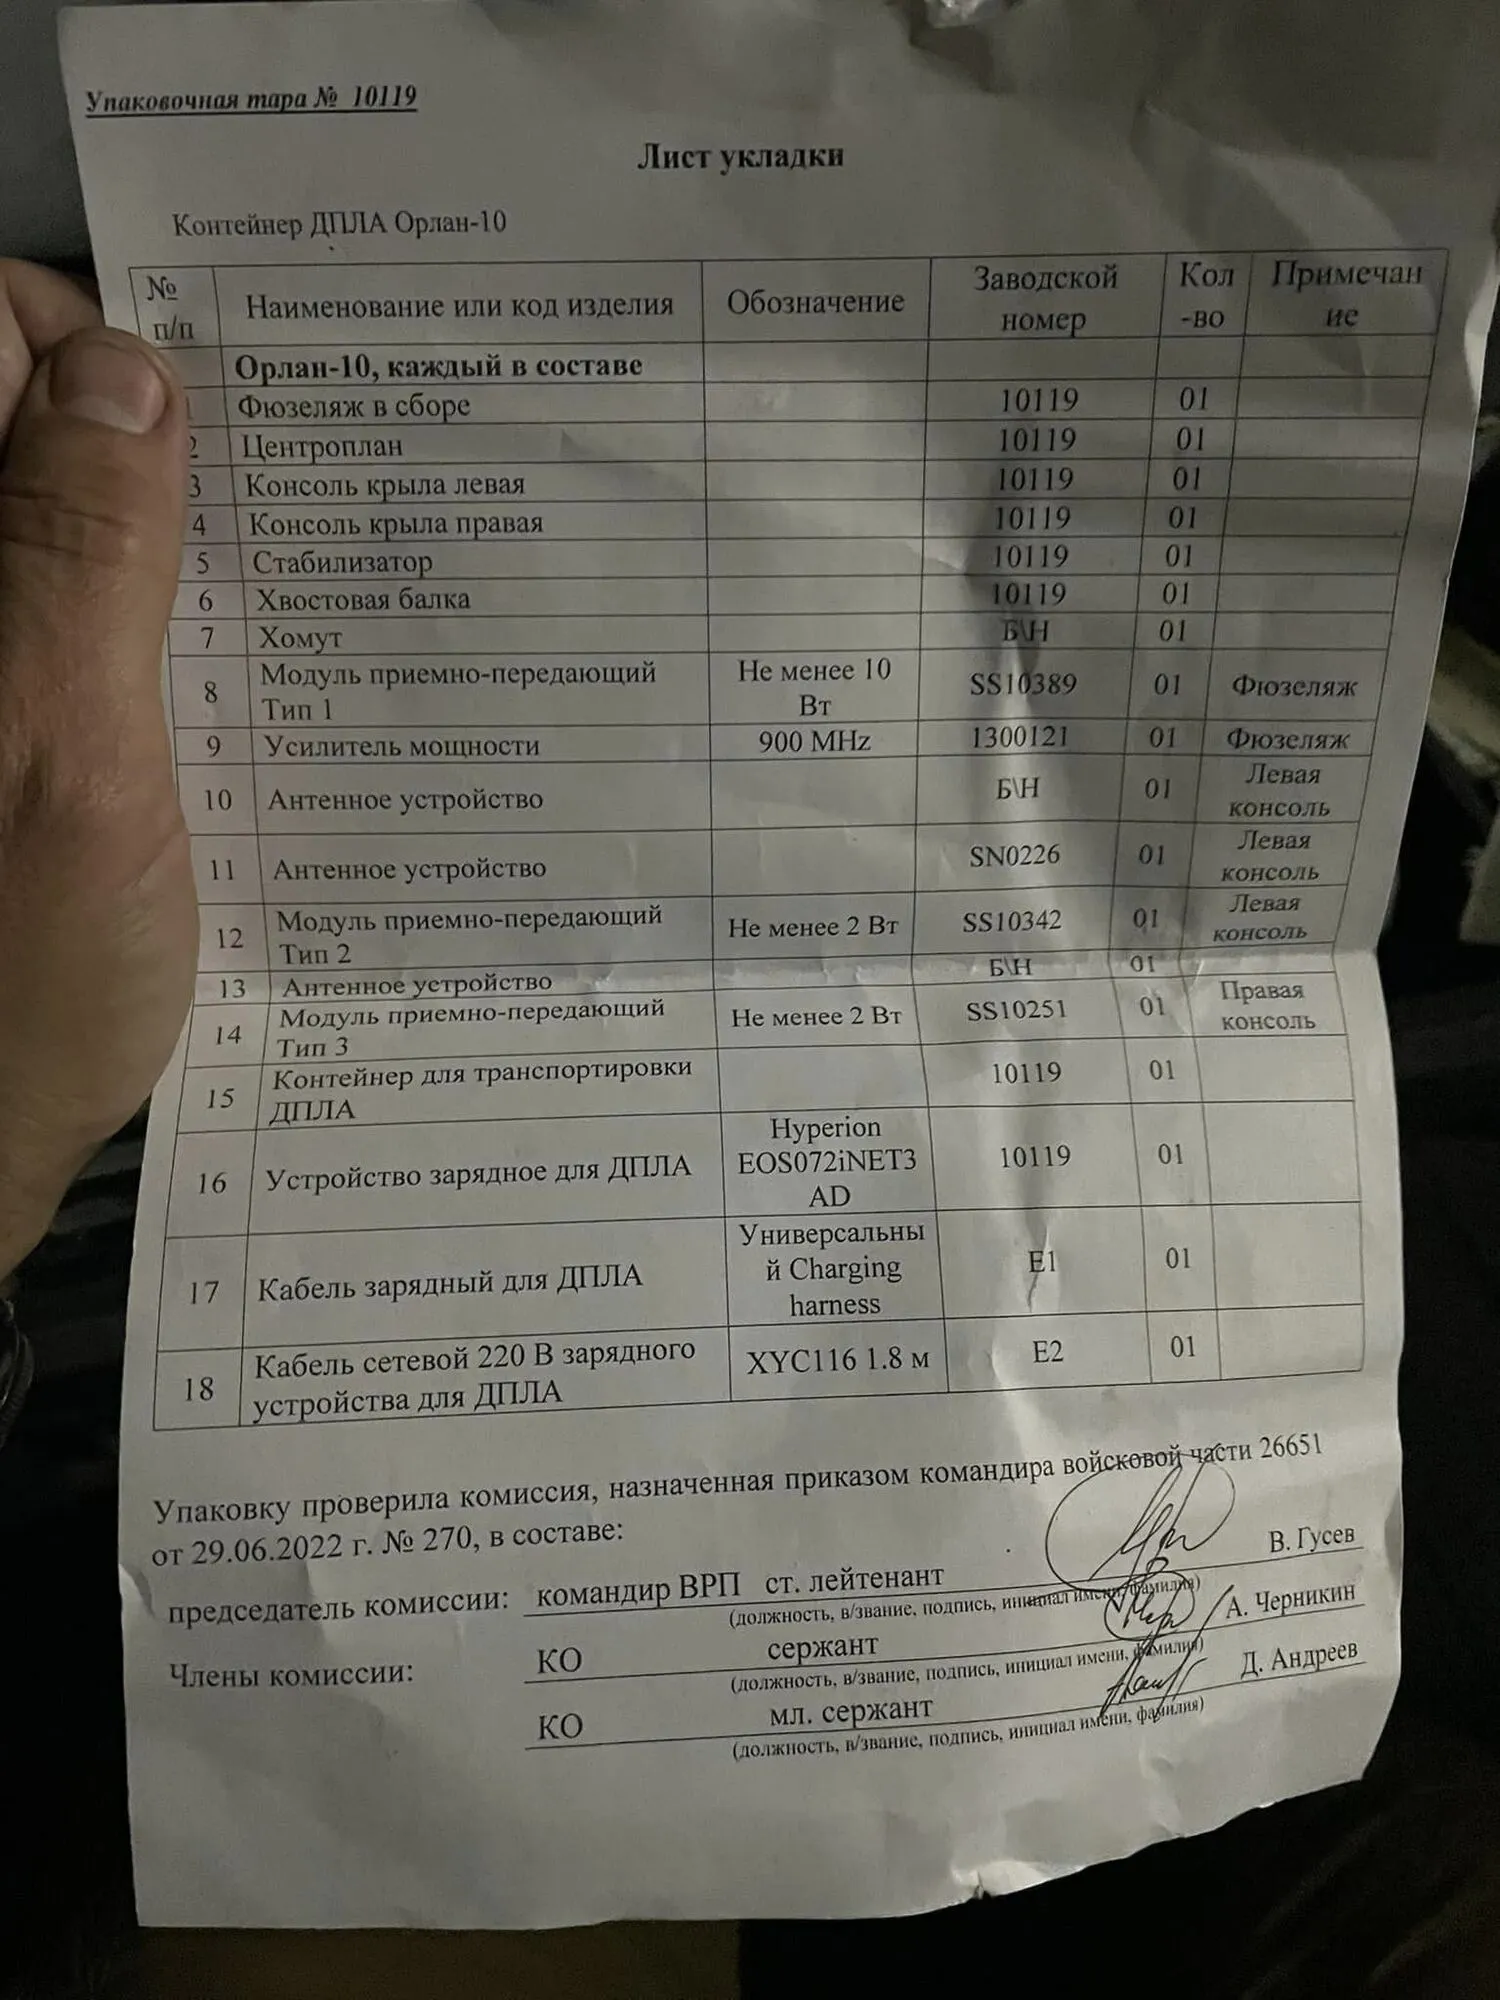 Упаковочная тара № 10119
Лист укладки
Контейнер ДПЛА Орлан-10
№ п/п Наименование или код изделия Обозначение Заводской номер Кол-во Примечание
Орлан-10, каждый в составе
1 Фюзеляж в сборе 10119 01
2 Центроплан 10119 01
3 Консоль крыла левая 10119 01
4 Консоль крыла правая 10119 01
5 Стабилизатор 10119 01
6 Хвостовая балка 10119 01
7 Хомут Б\Н 01
8 Модуль приемно-передающий Тип 1 Не менее 10 Вт SS10389 01 Фюзеляж
9 Усилитель мощности 900 MHz 1300121 01 Фюзеляж
10 Антенное устройство Б\Н 01 Левая консоль
11 Антенное устройство SN0226 01 Левая консоль
12 Модуль приемно-передающий Тип 2 Не менее 2 Вт SS10342 01 Левая консоль
13 Антенное устройство Б\Н 01
14 Модуль приемно-передающий Тип 3 Не менее 2 Вт SS10251 01 Правая консоль
15 Контейнер для транспортировки ДПЛА 10119 01
16 Устройство зарядное для ДПЛА Hyperion EOS072iNET3 AD 10119 01
17 Кабель зарядный для ДПЛА Универсальный Charging harness E1 01
18 Кабель сетевой 220 В зарядного устройства для ДПЛА XYC116 1.8 м E2 01
Упаковку проверила комиссия, назначенная приказом командира войсковой части 26651
от 29.06.2022 г. № 270, в составе:
председатель комиссии: командир ВРП ст. лейтенант В. Гусев
(должность, в/звание, подпись, инициал имени, фамилия)
Члены комиссии: КО сержант А. Черникин
(должность, в/звание, подпись, инициал имени, фамилия)
КО мл. сержант Д. Андреев
(должность, в/звание, подпись, инициал имени, фамилия)